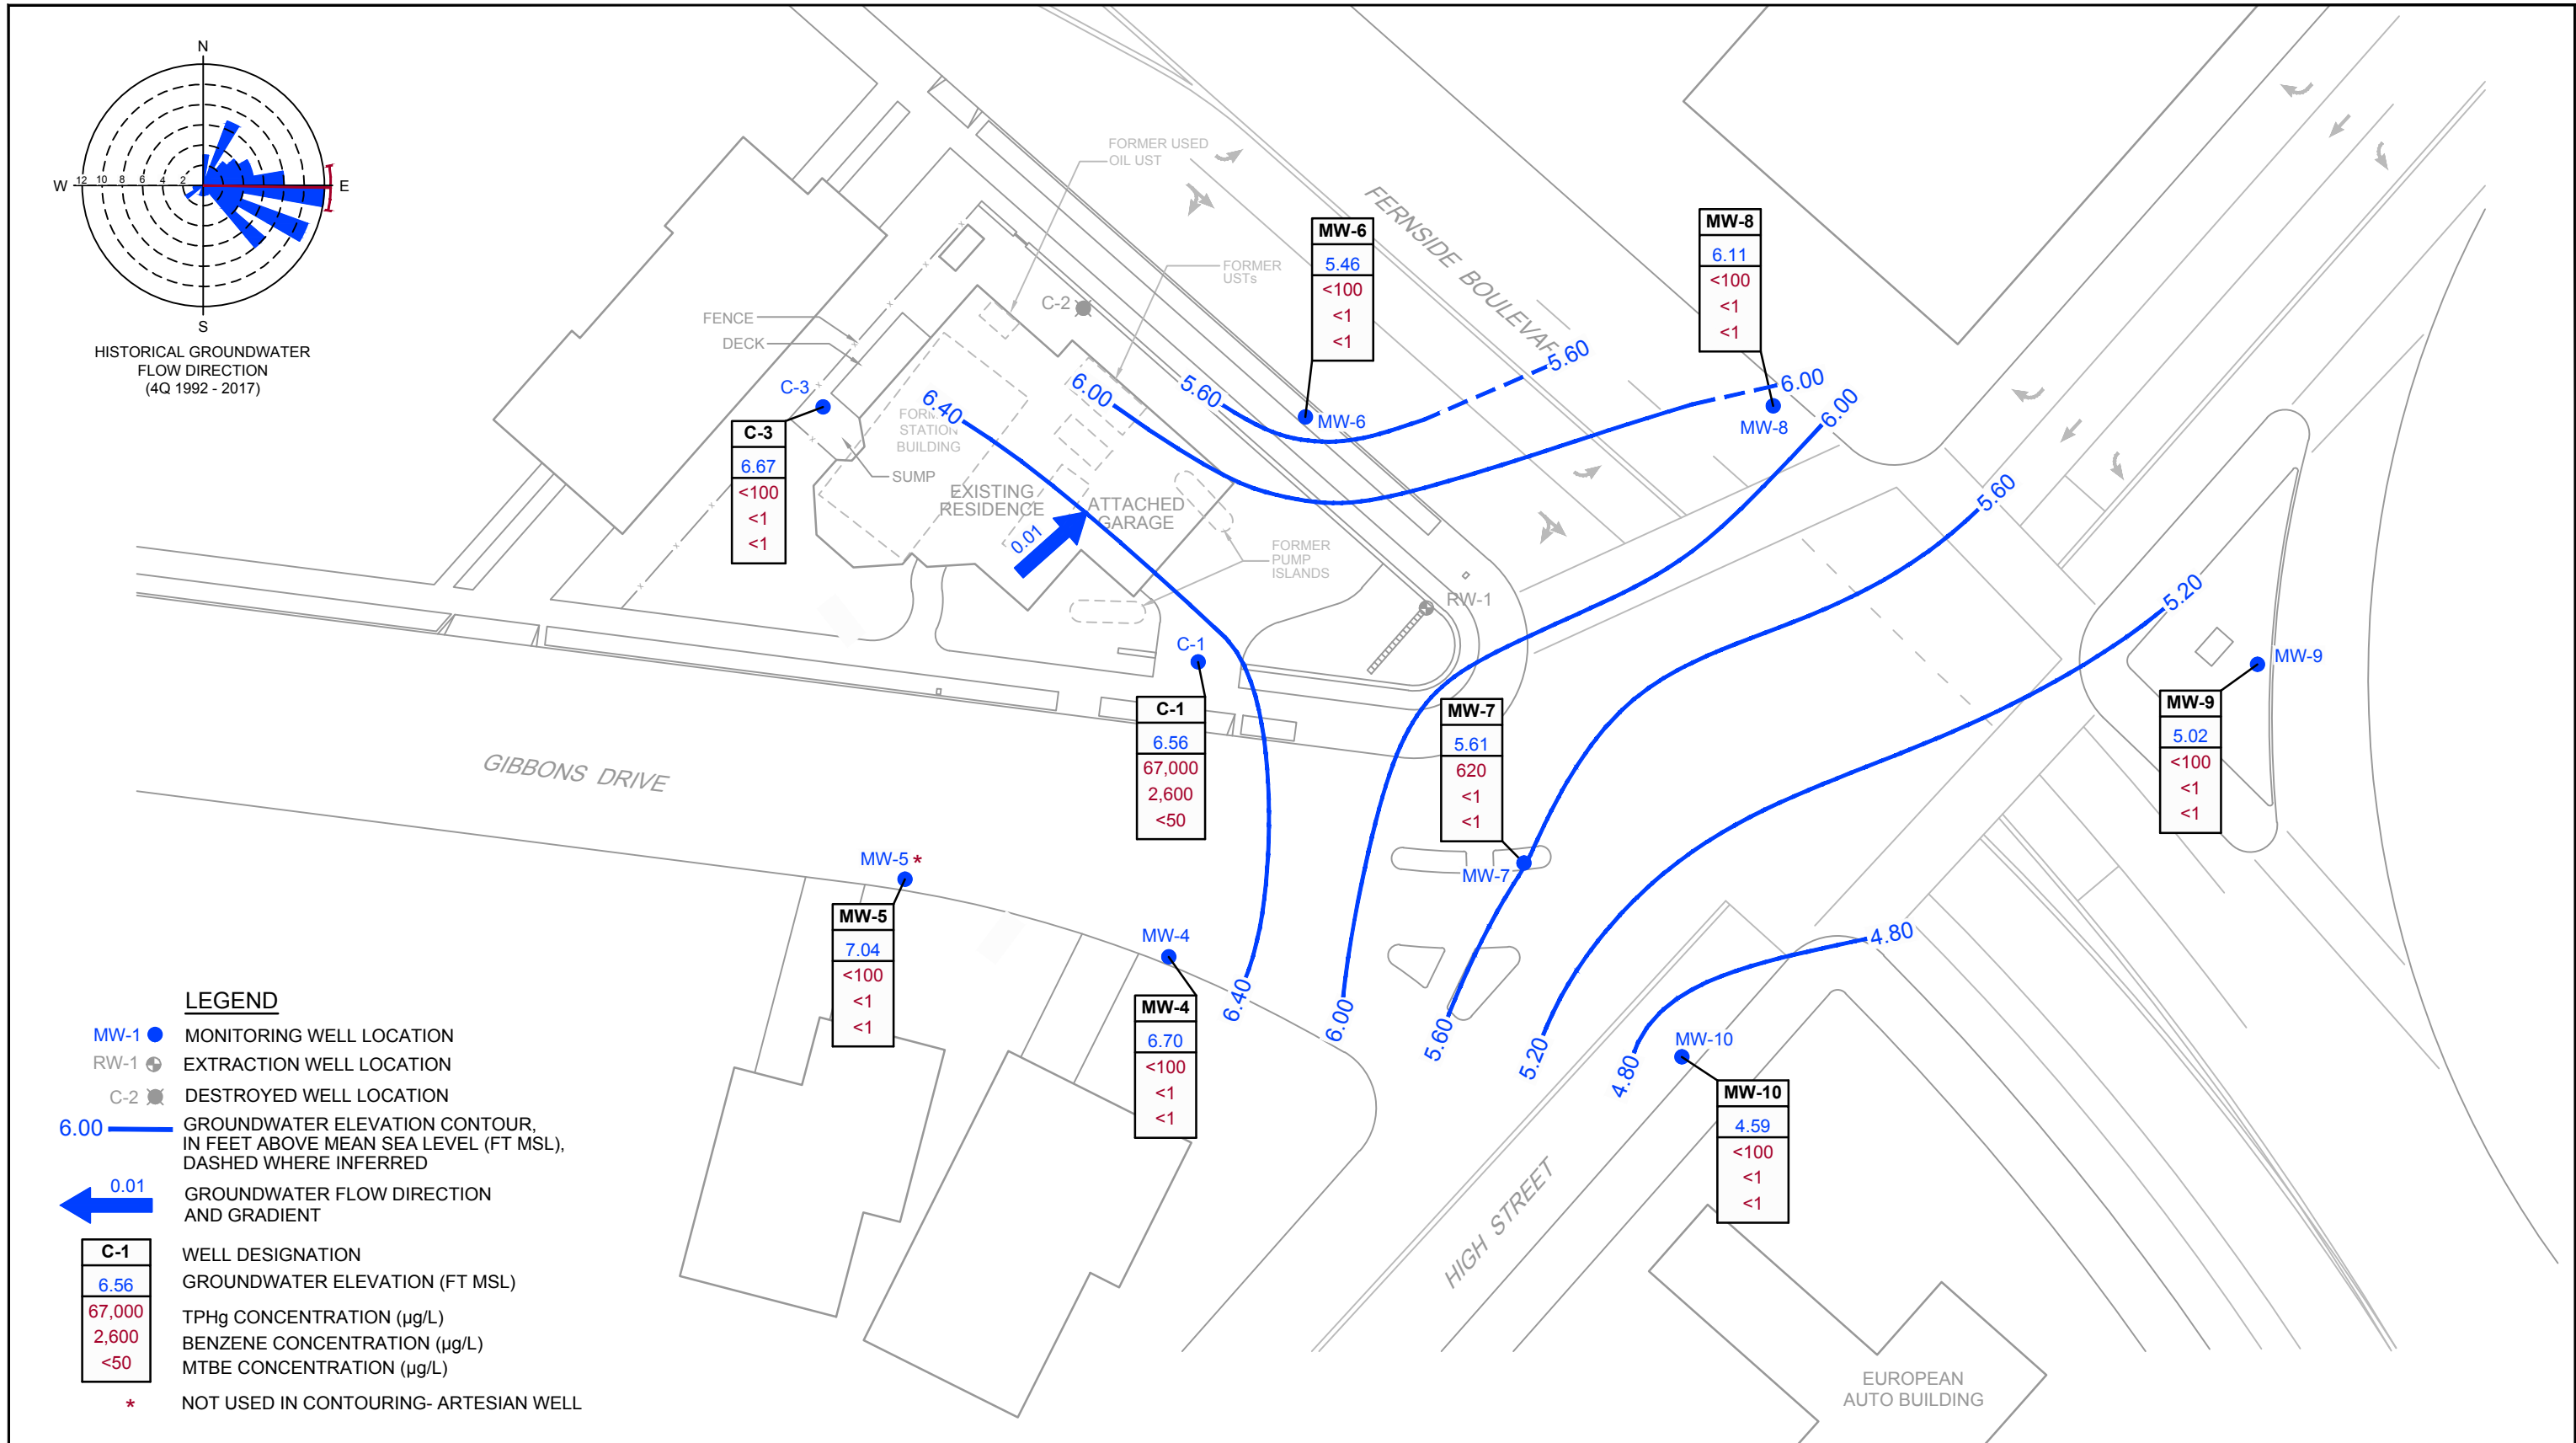 N
W
12 10 8 6 4 2
E
S
HISTORICAL GROUNDWATER
FLOW DIRECTION
(4Q 1992 - 2017)
FORMER USED
OIL UST
FORMER
USTs
C-2
FENCE
DECK
C-3
C-3
6.67
<100
<1
<1
SUMP
STATION
BUILDING
EXISTING
RESIDENCE
ATTACHED
GARAGE
0.01
FORMER
PUMP
ISLANDS
6.40
6.00
5.60
MW-6
5.46
<100
<1
<1
MW-6
FERNSIDE BOULEVAR
5.60
MW-8
6.11
<100
<1
<1
MW-8
6.00
6.00
5.60
5.20
RW-1
C-1
C-1
6.56
67,000
2,600
<50
MW-7
5.61
620
<1
<1
MW-7
MW-9
MW-9
5.02
<100
<1
<1
GIBBONS DRIVE
MW-5 *
MW-5
7.04
<100
<1
<1
MW-4
MW-4
6.70
<100
<1
<1
6.40
6.00
5.60
5.20
4.80
4.80
MW-10
MW-10
4.59
<100
<1
<1
HIGH STREET
EUROPEAN
AUTO BUILDING
LEGEND
MW-1 MONITORING WELL LOCATION
RW-1 EXTRACTION WELL LOCATION
C-2 DESTROYED WELL LOCATION
6.00 GROUNDWATER ELEVATION CONTOUR,
IN FEET ABOVE MEAN SEA LEVEL (FT MSL),
DASHED WHERE INFERRED
0.01 GROUNDWATER FLOW DIRECTION
AND GRADIENT
C-1 WELL DESIGNATION
6.56 GROUNDWATER ELEVATION (FT MSL)
67,000 TPHg CONCENTRATION (µg/L)
2,600 BENZENE CONCENTRATION (µg/L)
<50 MTBE CONCENTRATION (µg/L)
* NOT USED IN CONTOURING- ARTESIAN WELL